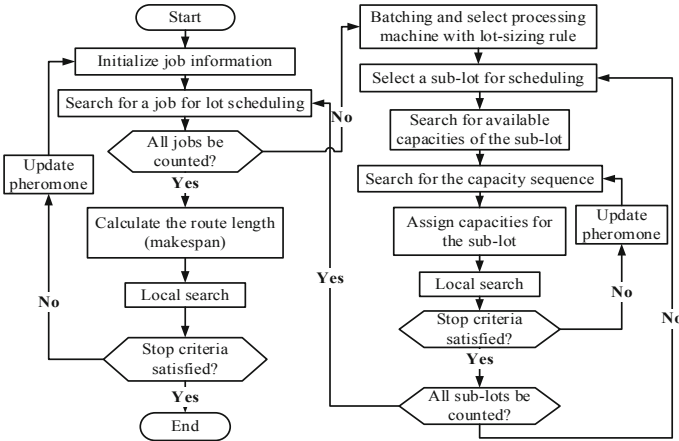 Start
Initialize job information
Search for a job for lot scheduling
All jobs be
counted?
Yes
No
Update
pheromone
Calculate the route length
(makespan)
Local search
No
Stop criteria
satisfied?
Yes
End
Batching and select processing
machine with lot-sizing rule
Select a sub-lot for scheduling
Search for available
capacities of the sub-lot
Search for the capacity sequence
Assign capacities for
the sub-lot
Update
pheromone
Local search
No
Stop criteria
satisfied?
Yes
All sub-lots be
counted?
Yes
No